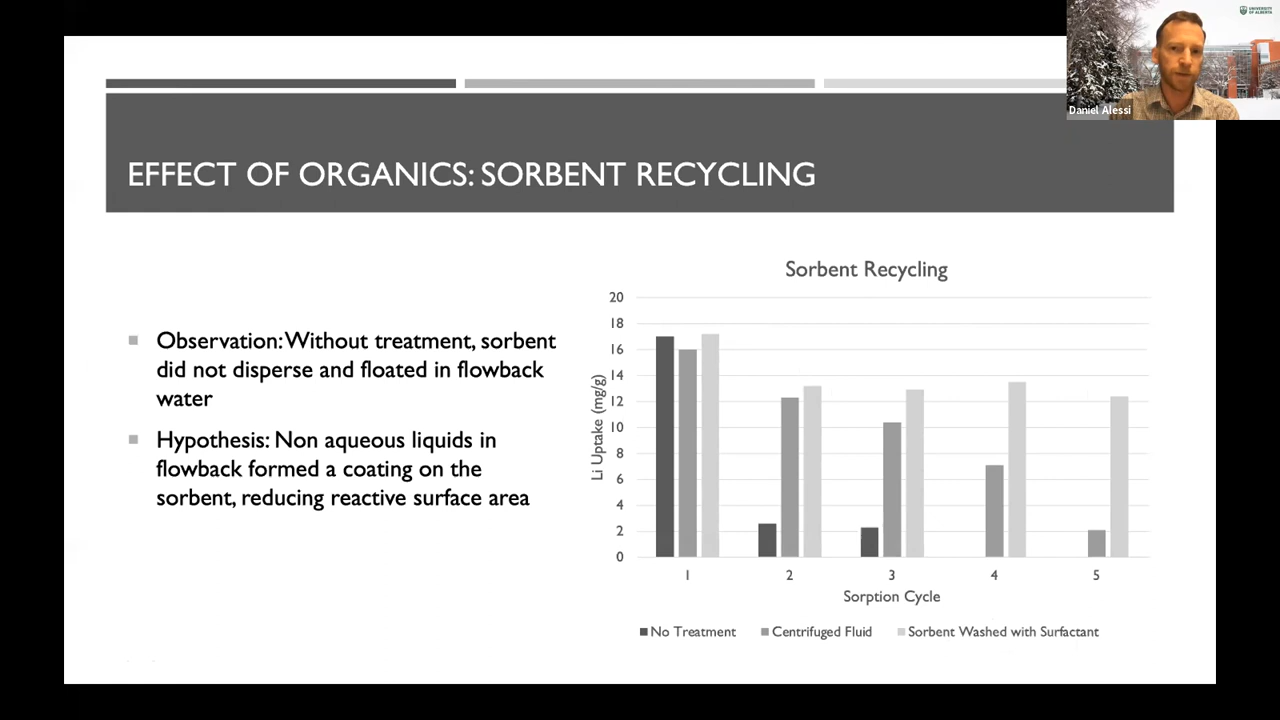 UNIVERSITY
OF ALBERTA
Daniel Alessi
EFFECT OF ORGANICS: SORBENT RECYCLING
Observation: Without treatment, sorbent
did not disperse and floated in flowback
water
Hypothesis: Non aqueous liquids in
flowback formed a coating on the
sorbent, reducing reactive surface area
Sorbent Recycling
Li Uptake (mg/g)
20
18
16
14
12
10
8
6
4
2
0
1 2 3 4 5
Sorption Cycle
No Treatment Centrifuged Fluid Sorbent Washed with Surfactant